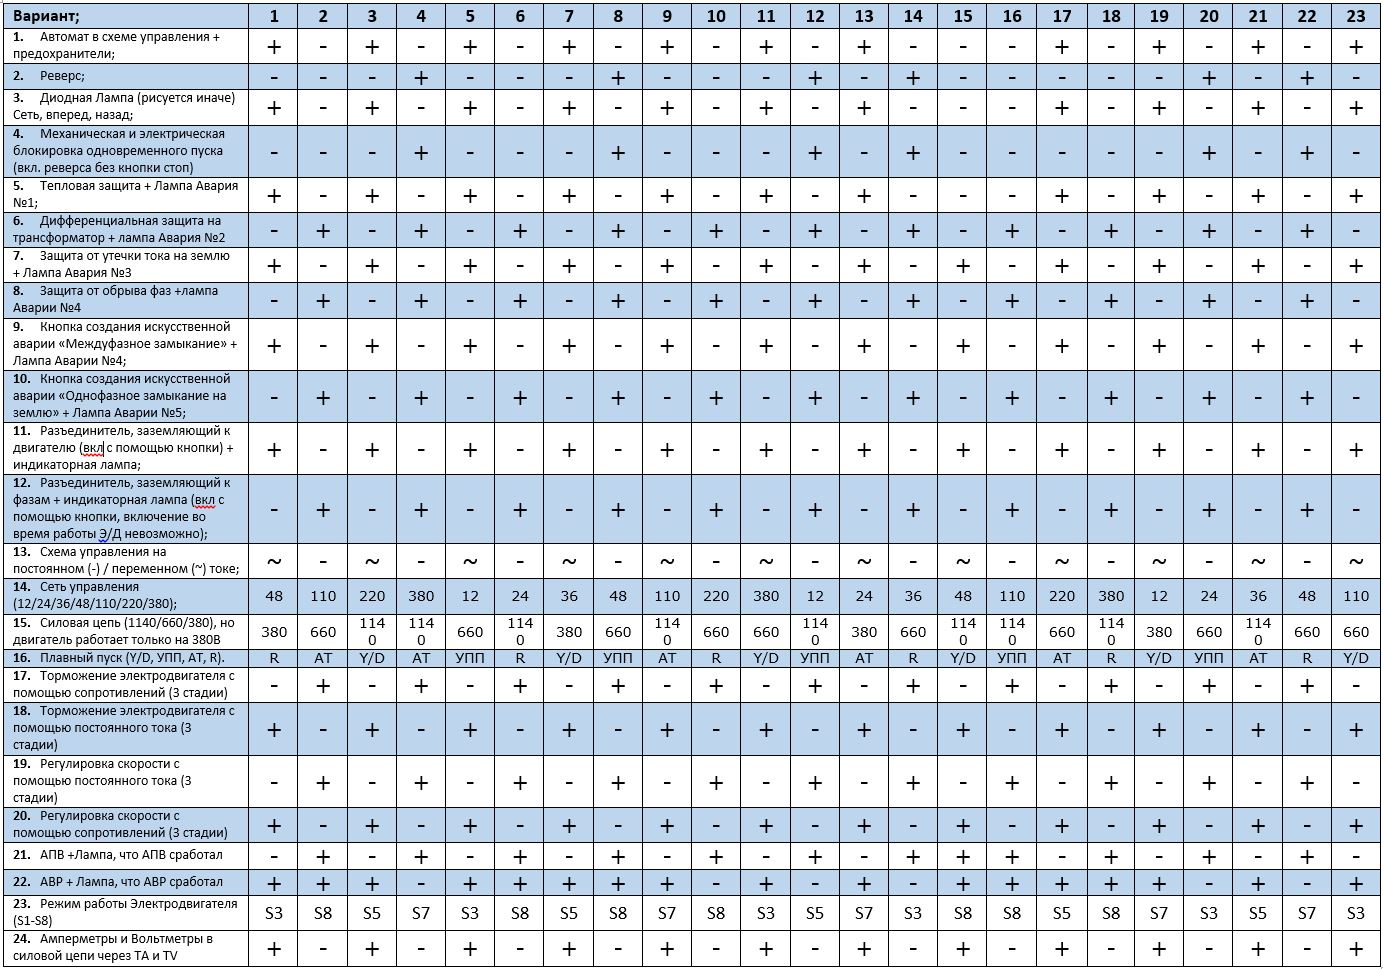 Вариант; 1 2 3 4 5 6 7 8 9 10 11 12 13 14 15 16 17 18 19 20 21 22 23
1. Автомат в схеме управления +
предохранители;
+ - + - + - + - + - + - + - - - + - + - + - +
2. Реверс; - - - + - - - + - - - + - + - - - - - + - + -
3. Диодная Лампа (рисуется иначе)
Сеть, вперед, назад;
+ - + - + - + - + - + - + - - - + - + - + - +
4. Механическая и электрическая
блокировка одновременного пуска
(вкл. реверса без кнопки стоп)
- - - + - - - + - - - + - + - - - - - + - + -
5. Тепловая защита + Лампа Авария
№1;
+ - + - + - + - + - + - + - - - + - + - + - +
6. Дифференциальная защита на
трансформатор + лампа Авария №2
- + - + - + - + - + - + - + - + - + - + - + -
7. Защита от утечки тока на землю
+ Лампа Авария №3
+ - + - + - + - + - + - + - + - + - + - + - +
8. Защита от обрыва фаз +лампа
Аварии №4
- + - + - + - + - + - + - + - + - + - + - + -
9. Кнопка создания искусственной
аварии «Междуфазное замыкание» +
Лампа Аварии №4;
+ - + - + - + - + - + - + - + - + - + - + - +
10. Кнопка создания искусственной
аварии «Однофазное замыкание на
землю» + Лампа Аварии №5;
- + - + - + - + - + - + - + - + - + - + - + -
11. Разъединитель, заземляющий к
двигателю (вкл с помощью кнопки) +
индикаторная лампа;
+ - + - + - + - + - + - + - + - + - + - + - +
12. Разъединитель, заземляющий к
фазам + индикаторная лампа (вкл с
помощью кнопки, включение во
время работы Э/Д невозможно);
- + - + - + - + - + - + - + - + - + - + - + -
13. Схема управления на
постоянном (-) / переменном (~) токе;
~ - ~ - ~ - ~ - ~ - ~ - ~ - ~ - ~ - ~ - ~ - ~
14. Сеть управления
(12/24/36/48/110/220/380);
48 110 220 380 12 24 36 48 110 220 380 12 24 36 48 110 220 380 12 24 36 48 110
15. Силовая цепь (1140/660/380), но
двигатель работает только на 380В
380 660 1140 1140 660 1140 380 660 1140 660 660 1140 380 660 1140 1140 660 1140 380 660 1140 660 660
16. Плавный пуск (Y/D, УПП, АТ, R). R АТ Y/D АТ УПП R Y/D УПП АТ R Y/D УПП АТ R Y/D УПП АТ R Y/D УПП АТ R Y/D
17. Торможение электродвигателя с
помощью сопротивлений (3 стадии)
- + - + - + - + - + - + - + - + - + - + - + -
18. Торможение электродвигателя с
помощью постоянного тока (3
стадии)
+ - + - + - + - + - + - + - + - + - + - + - +
19. Регулировка скорости с
помощью постоянного тока (3
стадии)
- + - + - + - + - + - + - + - + - + - + - + -
20. Регулировка скорости с
помощью сопротивлений (3 стадии)
+ - + - + - + - + - + - + - + - + - + - + - +
21. АПВ +Лампа, что АПВ сработал - + - + - + - + - + - + - + + + - + - + - + -
22. АВР + Лампа, что АВР сработал + + + - + + + + + - + - + - + + + + + - + - +
23. Режим работы Электродвигателя
(S1-S8)
S3 S8 S5 S7 S3 S8 S5 S8 S7 S8 S3 S5 S7 S3 S8 S8 S5 S8 S7 S3 S5 S7 S3
24. Амперметры и Вольтметры в
силовой цепи через ТА и TV
+ - + - + - + - + - + - + - + - + - + - + - +